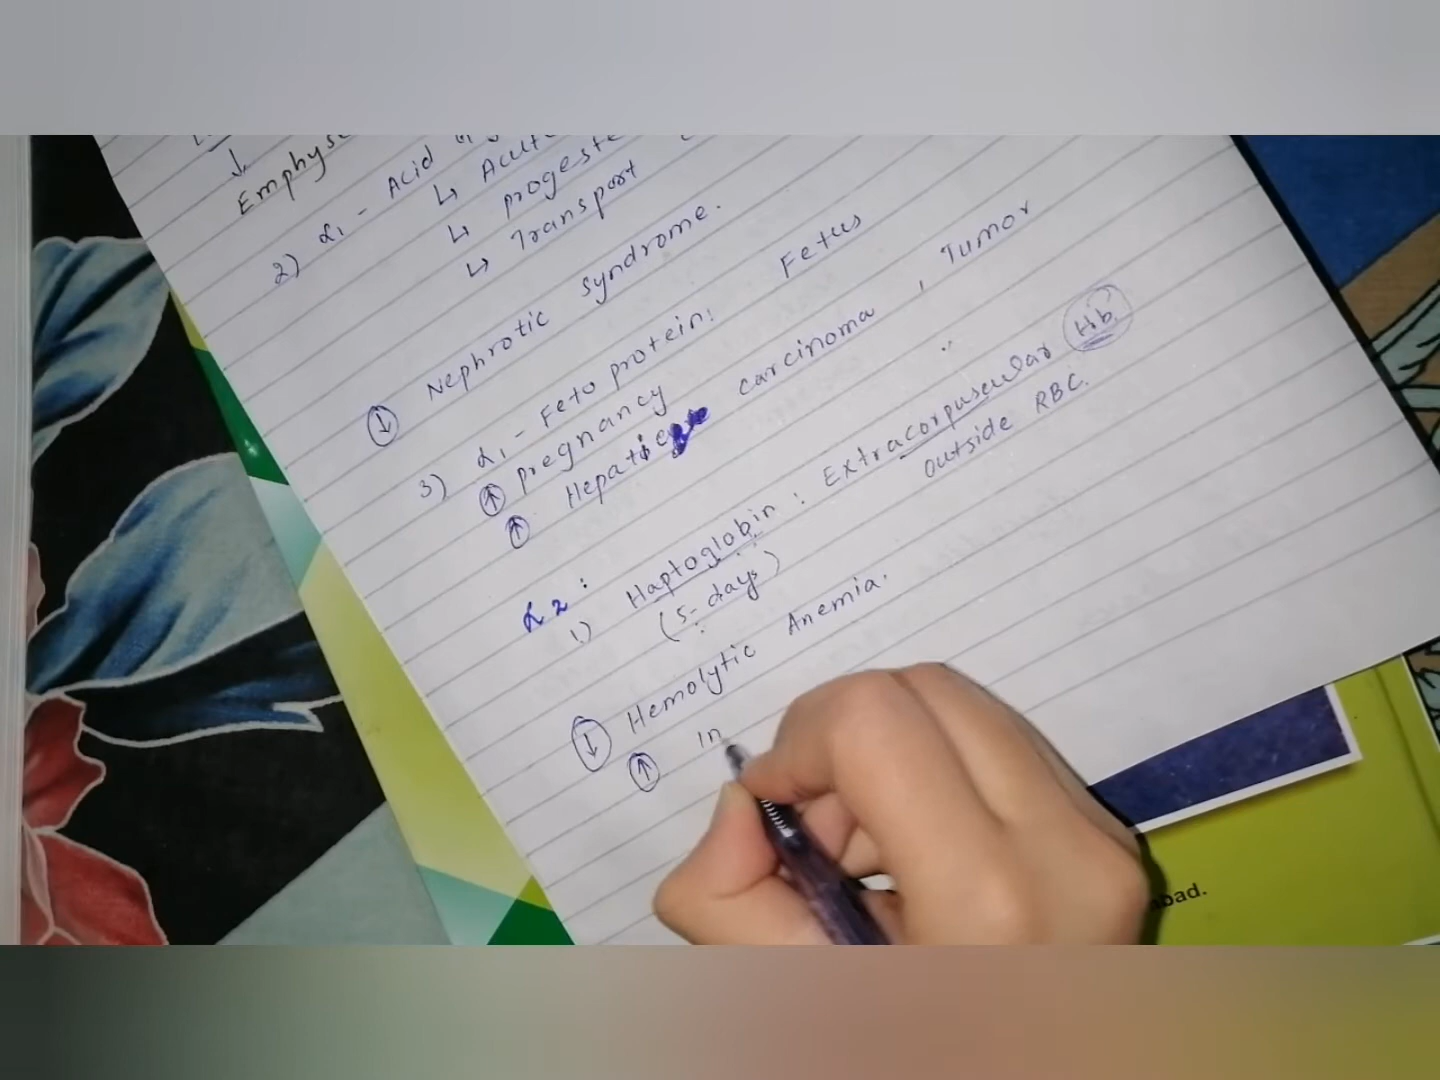 Emphys
2) α1 - Acid
↳ Acut
↳ progeste
↳ Transport
↓ Nephrotic syndrome.
3) α1 - Feto protein: Fetus
↑ pregnancy
↑ Hepatic carcinoma, Tumor
α2:
1) Haptoglobin : Extracorpuscular Hb.
(5-days) outside RBC.
↓ Hemolytic Anemia.
↑ in
abad.